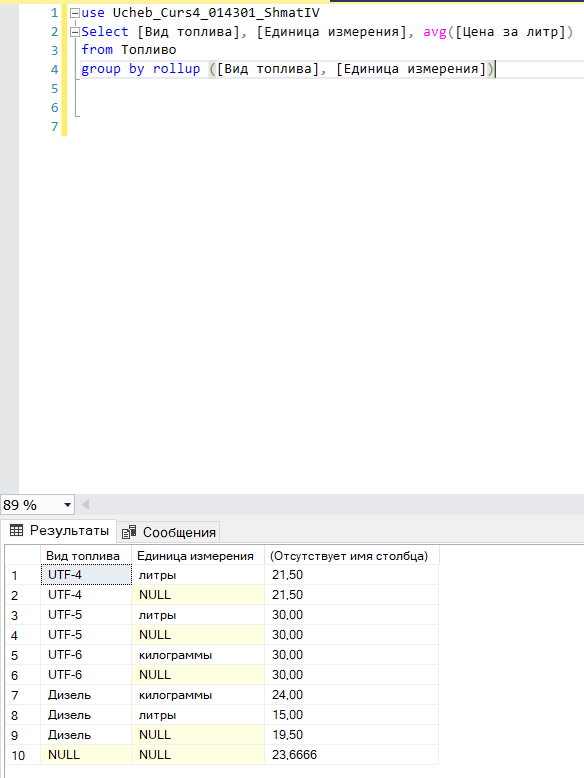 1 use Ucheb_Curs4_014301_ShmatIV
2 Select [Вид топлива], [Единица измерения], avg([Цена за литр])
3 from Топливо
4 group by rollup ([Вид топлива], [Единица измерения])
5
6
7
89 %
Результаты Сообщения
Вид топлива Единица измерения (Отсутствует имя столбца)
1 UTF-4 литры 21,50
2 UTF-4 NULL 21,50
3 UTF-5 литры 30,00
4 UTF-5 NULL 30,00
5 UTF-6 килограммы 30,00
6 UTF-6 NULL 30,00
7 Дизель килограммы 24,00
8 Дизель литры 15,00
9 Дизель NULL 19,50
10 NULL NULL 23,6666